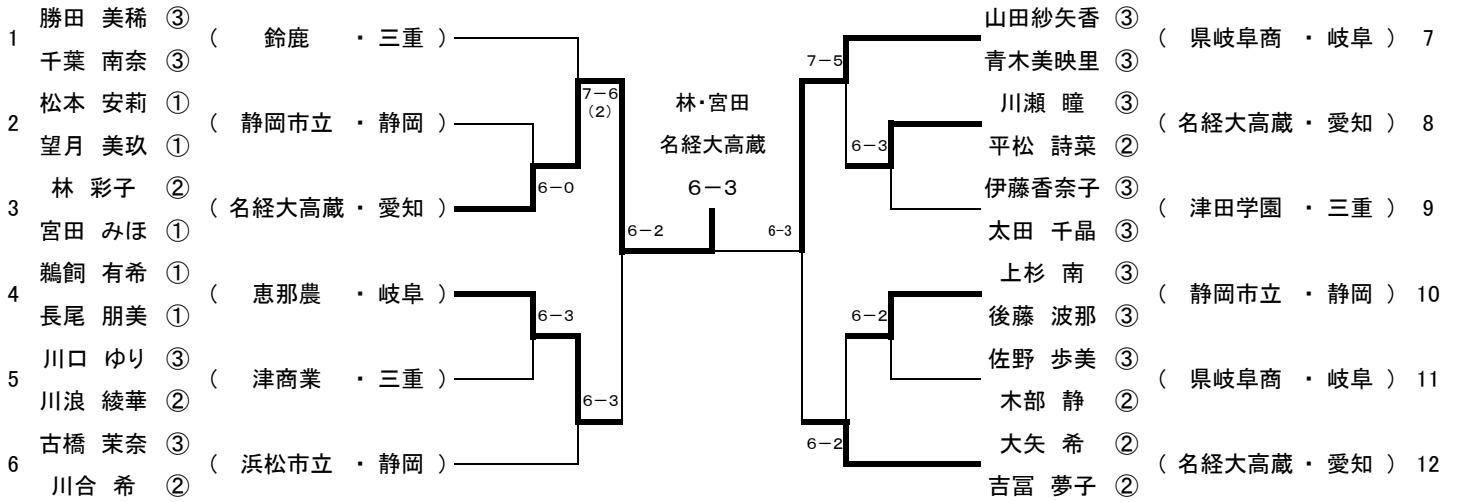 勝田 美稀 ③
1 ( 鈴鹿 ・ 三重 )
千葉 南奈 ③
松本 安莉 ①
2 ( 静岡市立 ・ 静岡 )
望月 美玖 ①
林 彩子 ②
3 ( 名経大高蔵 ・ 愛知 )
宮田 みほ ①
鵜飼 有希 ①
4 ( 恵那農 ・ 岐阜 )
長尾 朋美 ①
川口 ゆり ③
5 ( 津商業 ・ 三重 )
川浪 綾華 ②
古橋 茉奈 ③
6 ( 浜松市立 ・ 静岡 )
川合 希 ②
7-6
(2)
6-0
6-2
6-3
6-3
林・宮田
名経大高蔵
6-3
7-5
6-3
6-3
6-2
6-2
山田紗矢香 ③
( 県岐阜商 ・ 岐阜 ) 7
青木美映里 ③
川瀬 瞳 ③
( 名経大高蔵 ・ 愛知 ) 8
平松 詩菜 ②
伊藤香奈子 ③
( 津田学園 ・ 三重 ) 9
太田 千晶 ③
上杉 南 ③
( 静岡市立 ・ 静岡 ) 10
後藤 波那 ③
佐野 歩美 ③
( 県岐阜商 ・ 岐阜 ) 11
木部 静 ②
大矢 希 ②
( 名経大高蔵 ・ 愛知 ) 12
吉冨 夢子 ②